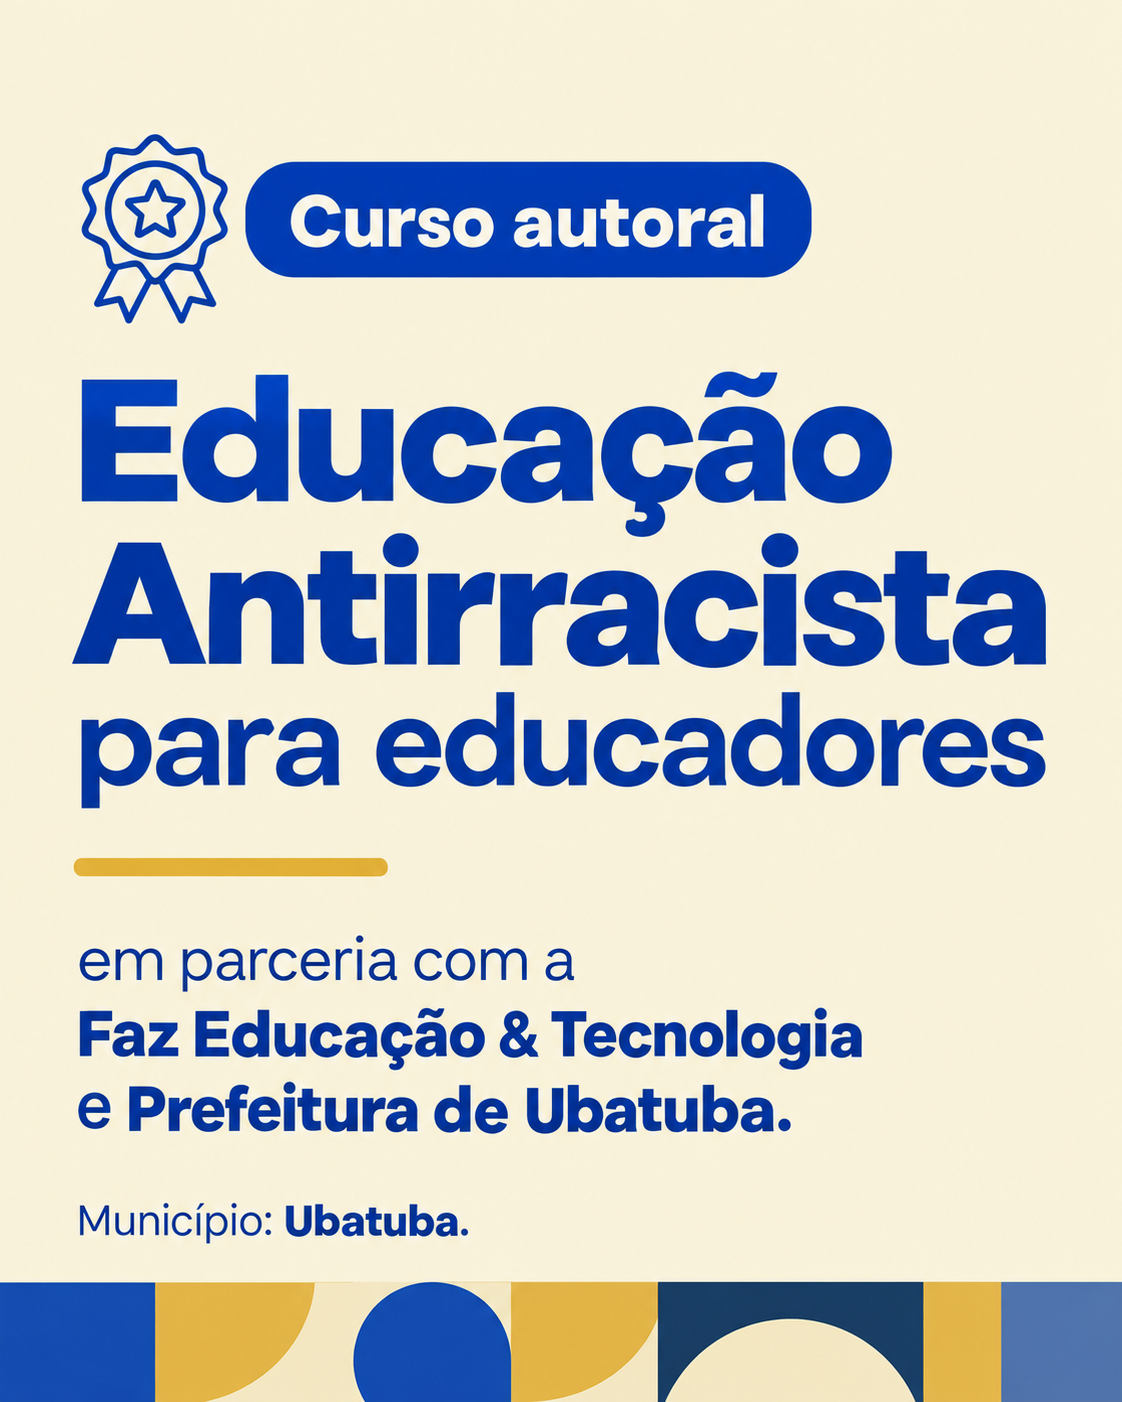 Curso autoral
Educação
Antirracista
para educadores
em parceria com a
Faz Educação & Tecnologia
e Prefeitura de Ubatuba.
Município: Ubatuba.